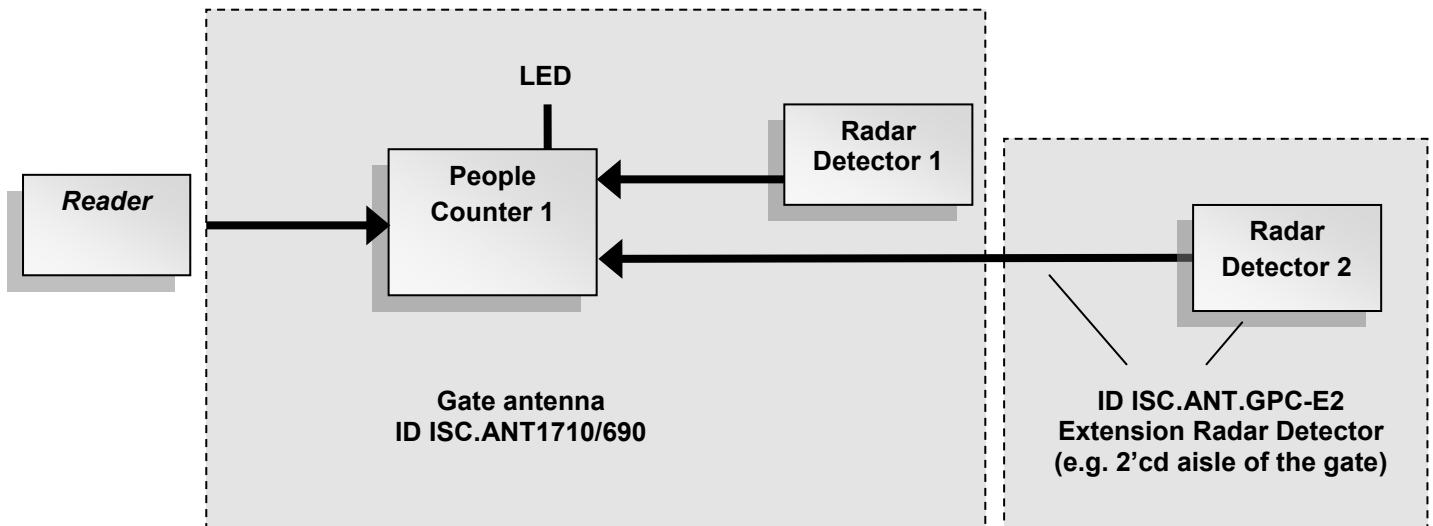 LED
Radar
Detector 1
People
Counter 1
Reader
Radar
Detector 2
Gate antenna
ID ISC.ANT1710/690
ID ISC.ANT.GPC-E2
Extension Radar Detector
(e.g. 2’cd aisle of the gate)